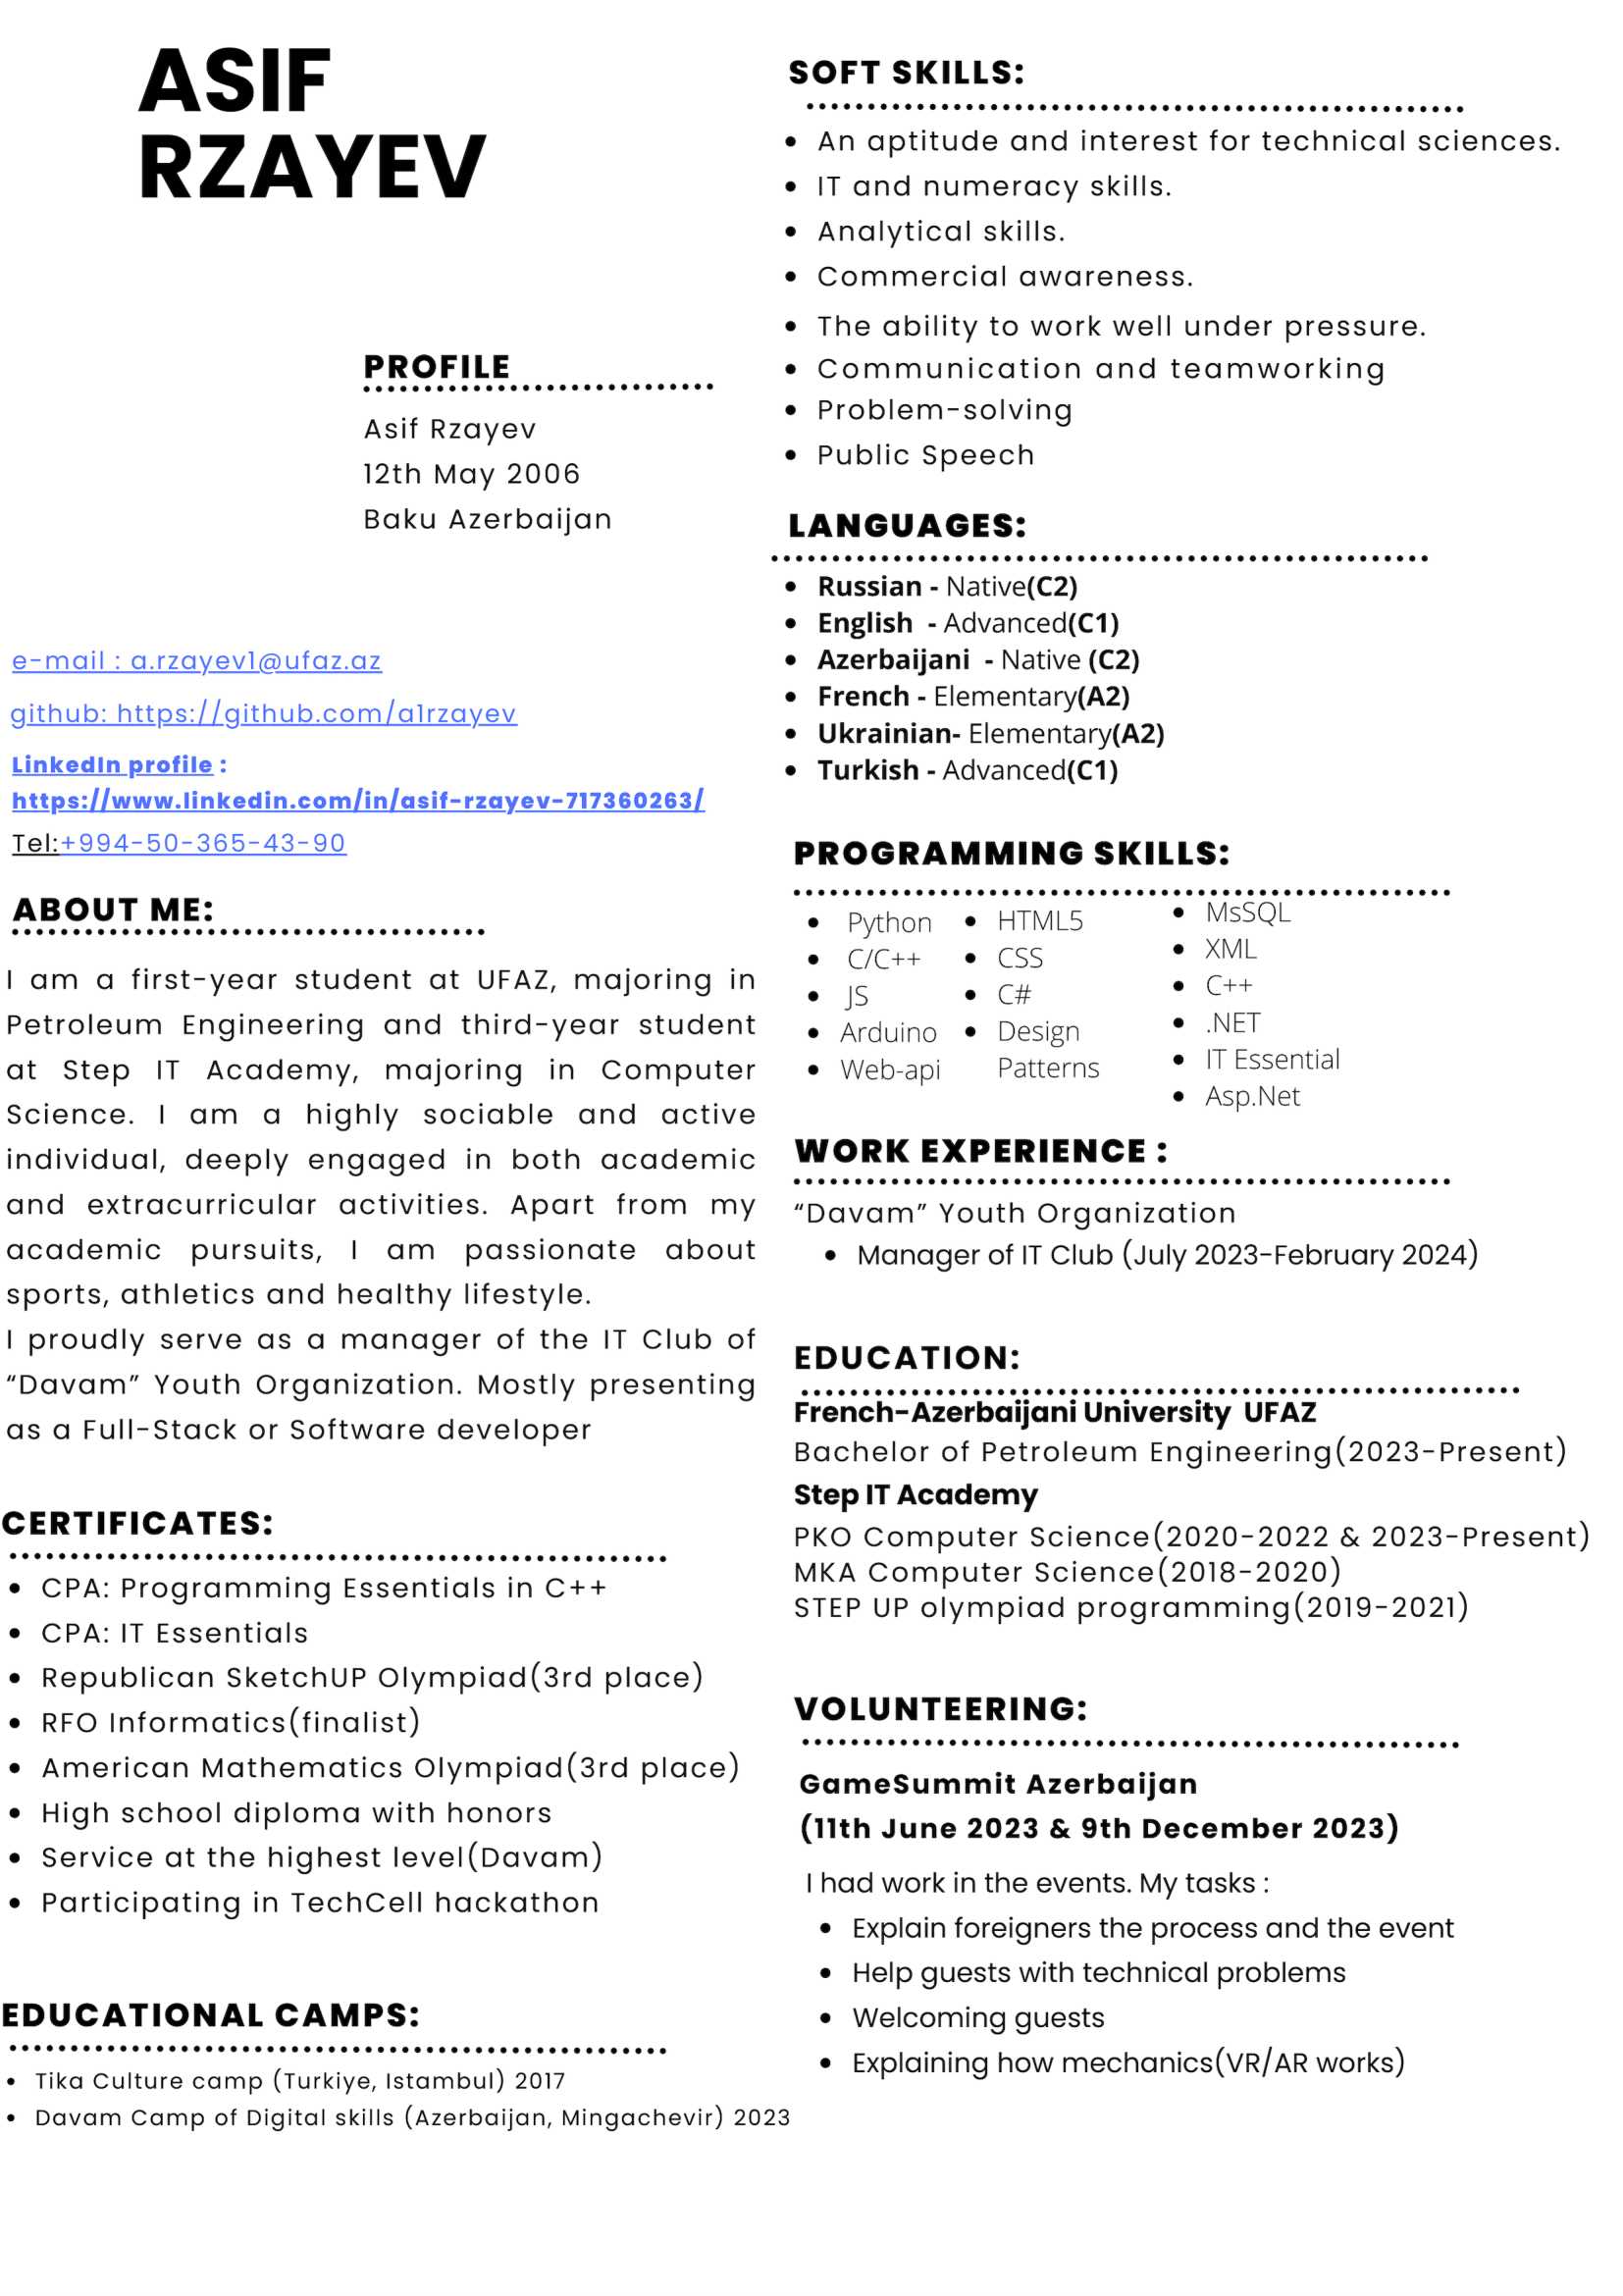 ASIF
RZAYEV
PROFILE
Asif Rzayev
12th May 2006
Baku Azerbaijan
e-mail : a.rzayev1@ufaz.az
github: https://github.com/a1rzayev
LinkedIn profile :
https://www.linkedin.com/in/asif-rzayev-717360263/
Tel:+994-50-365-43-90
ABOUT ME:
I am a first-year student at UFAZ, majoring in
Petroleum Engineering and third-year student
at Step IT Academy, majoring in Computer
Science. I am a highly sociable and active
individual, deeply engaged in both academic
and extracurricular activities. Apart from my
academic pursuits, I am passionate about
sports, athletics and healthy lifestyle.
I proudly serve as a manager of the IT Club of
“Davam” Youth Organization. Mostly presenting
as a Full-Stack or Software developer
CERTIFICATES:
• CPA: Programming Essentials in C++
• CPA: IT Essentials
• Republican SketchUP Olympiad(3rd place)
• RFO Informatics(finalist)
• American Mathematics Olympiad(3rd place)
• High school diploma with honors
• Service at the highest level(Davam)
• Participating in TechCell hackathon
EDUCATIONAL CAMPS:
• Tika Culture camp (Turkiye, Istambul) 2017
• Davam Camp of Digital skills (Azerbaijan, Mingachevir) 2023
SOFT SKILLS:
• An aptitude and interest for technical sciences.
• IT and numeracy skills.
• Analytical skills.
• Commercial awareness.
• The ability to work well under pressure.
• Communication and teamworking
• Problem-solving
• Public Speech
LANGUAGES:
• Russian - Native(C2)
• English - Advanced(C1)
• Azerbaijani - Native (C2)
• French - Elementary(A2)
• Ukrainian- Elementary(A2)
• Turkish - Advanced(C1)
PROGRAMMING SKILLS:
• Python
• C/C++
• JS
• Arduino
• Web-api
• HTML5
• CSS
• C#
• Design
Patterns
• MsSQL
• XML
• C++
• .NET
• IT Essential
• Asp.Net
WORK EXPERIENCE :
“Davam” Youth Organization
• Manager of IT Club (July 2023-February 2024)
EDUCATION:
French-Azerbaijani University UFAZ
Bachelor of Petroleum Engineering(2023-Present)
Step IT Academy
PKO Computer Science(2020-2022 & 2023-Present)
MKA Computer Science(2018-2020)
STEP UP olympiad programming(2019-2021)
VOLUNTEERING:
GameSummit Azerbaijan
(11th June 2023 & 9th December 2023)
I had work in the events. My tasks :
• Explain foreigners the process and the event
• Help guests with technical problems
• Welcoming guests
• Explaining how mechanics(VR/AR works)